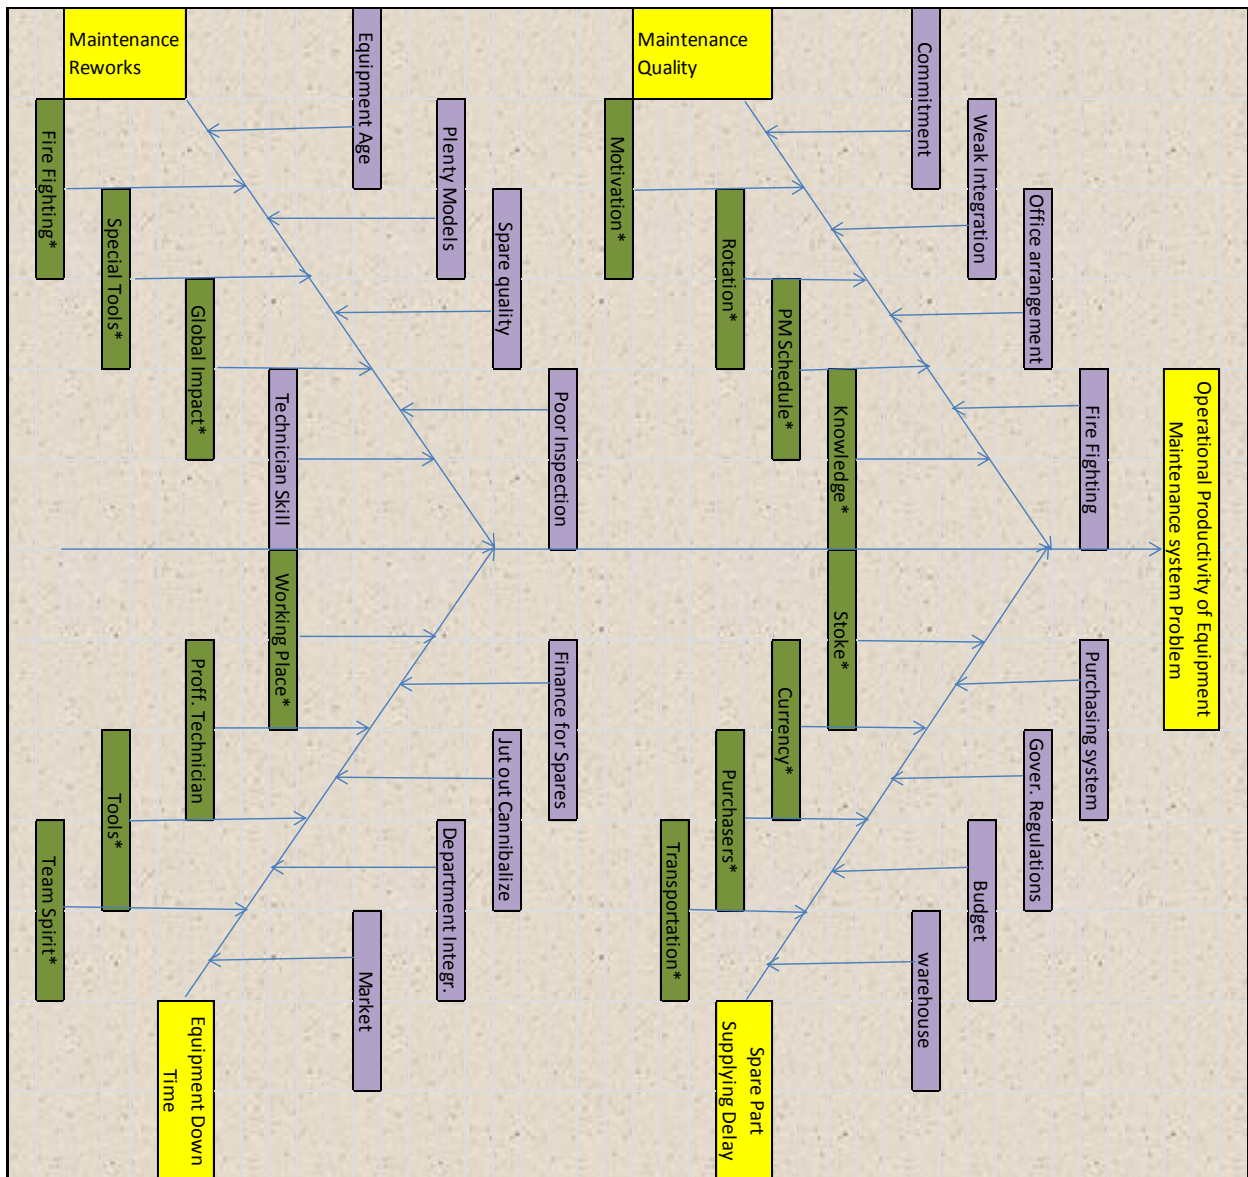 Maintenance
Reworks
Equipment Age
Plenty Models
Spare quality
Poor Inspection
Fire Fighting*
Special Tools*
Global Impact*
Technician Skill
Maintenance
Quality
Commitment
Weak Integration
Office arrangement
Fire Fighting
Motivation*
Rotation*
PM Schedule*
Knowledge*
Operational Productivity of Equipment
Maintenance system Problem
Working Place*
Proff. Technician
Tools*
Team Spirit*
Finance for Spares
Jut out Cannibalize
Department Integr.
Market
Equipment Down
Time
Stoke*
Currency*
Purchasers*
Transportation*
Purchasing system
Gover. Regulations
Budget
warehouse
Spare Part
Supplying Delay